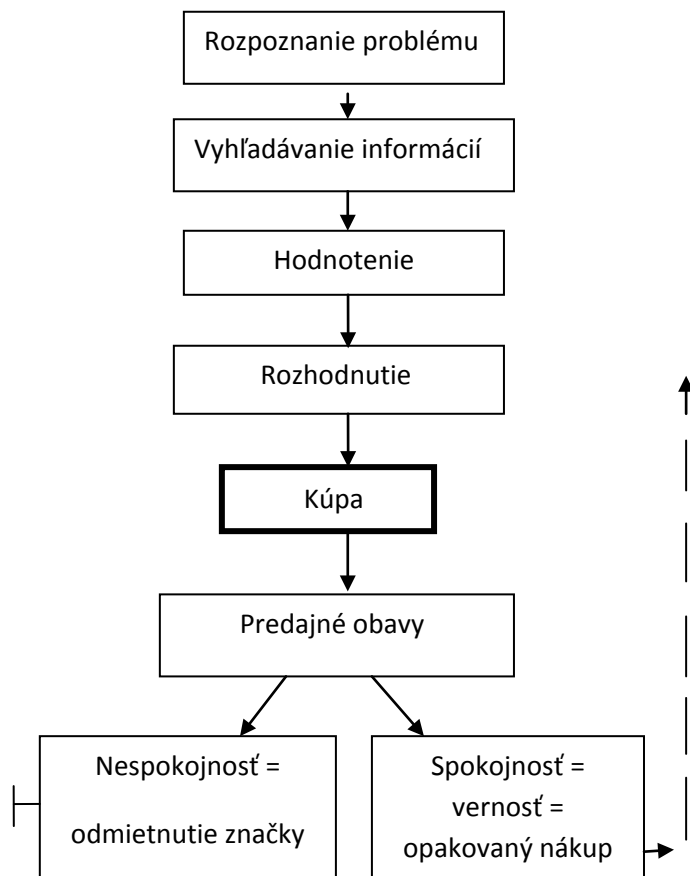 Rozpoznanie problému
Vyhľadávanie informácií
Hodnotenie
Rozhodnutie
Kúpa
Predajné obavy
Nespokojnosť =
odmietnutie značky
Spokojnosť =
vernosť =
opakovaný nákup